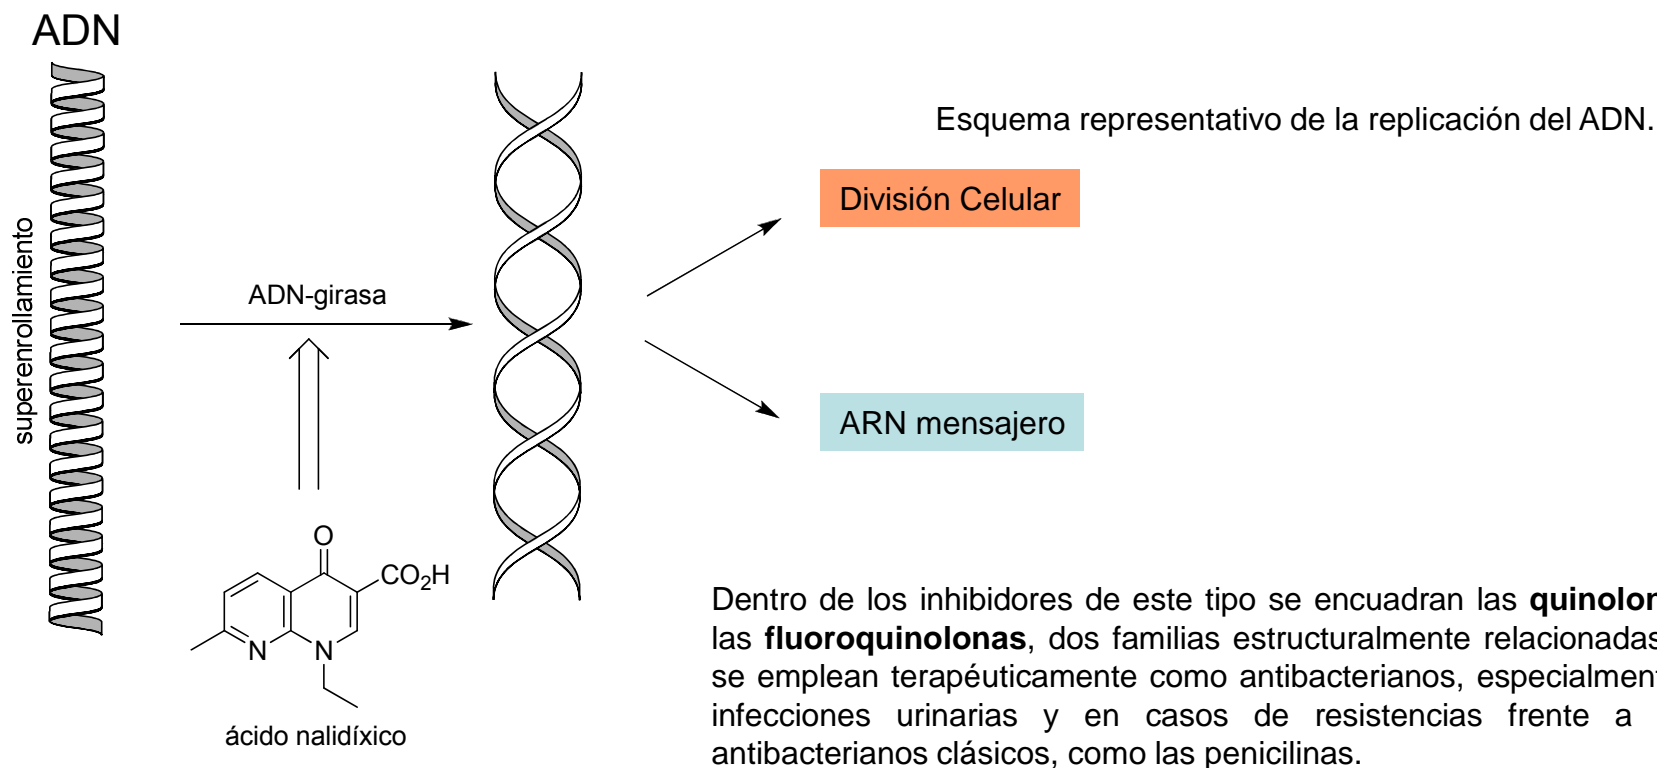 ADN
superenrollamiento
ADN-girasa
Esquema representativo de la replicación del ADN.
División Celular
ARN mensajero
O
CO₂H
N
N
ácido nalidíxico
Dentro de los inhibidores de este tipo se encuadran las quinolon
las fluoroquinolonas, dos familias estructuralmente relacionadas
se emplean terapéuticamente como antibacterianos, especialment
infecciones urinarias y en casos de resistencias frente a
antibacterianos clásicos, como las penicilinas.